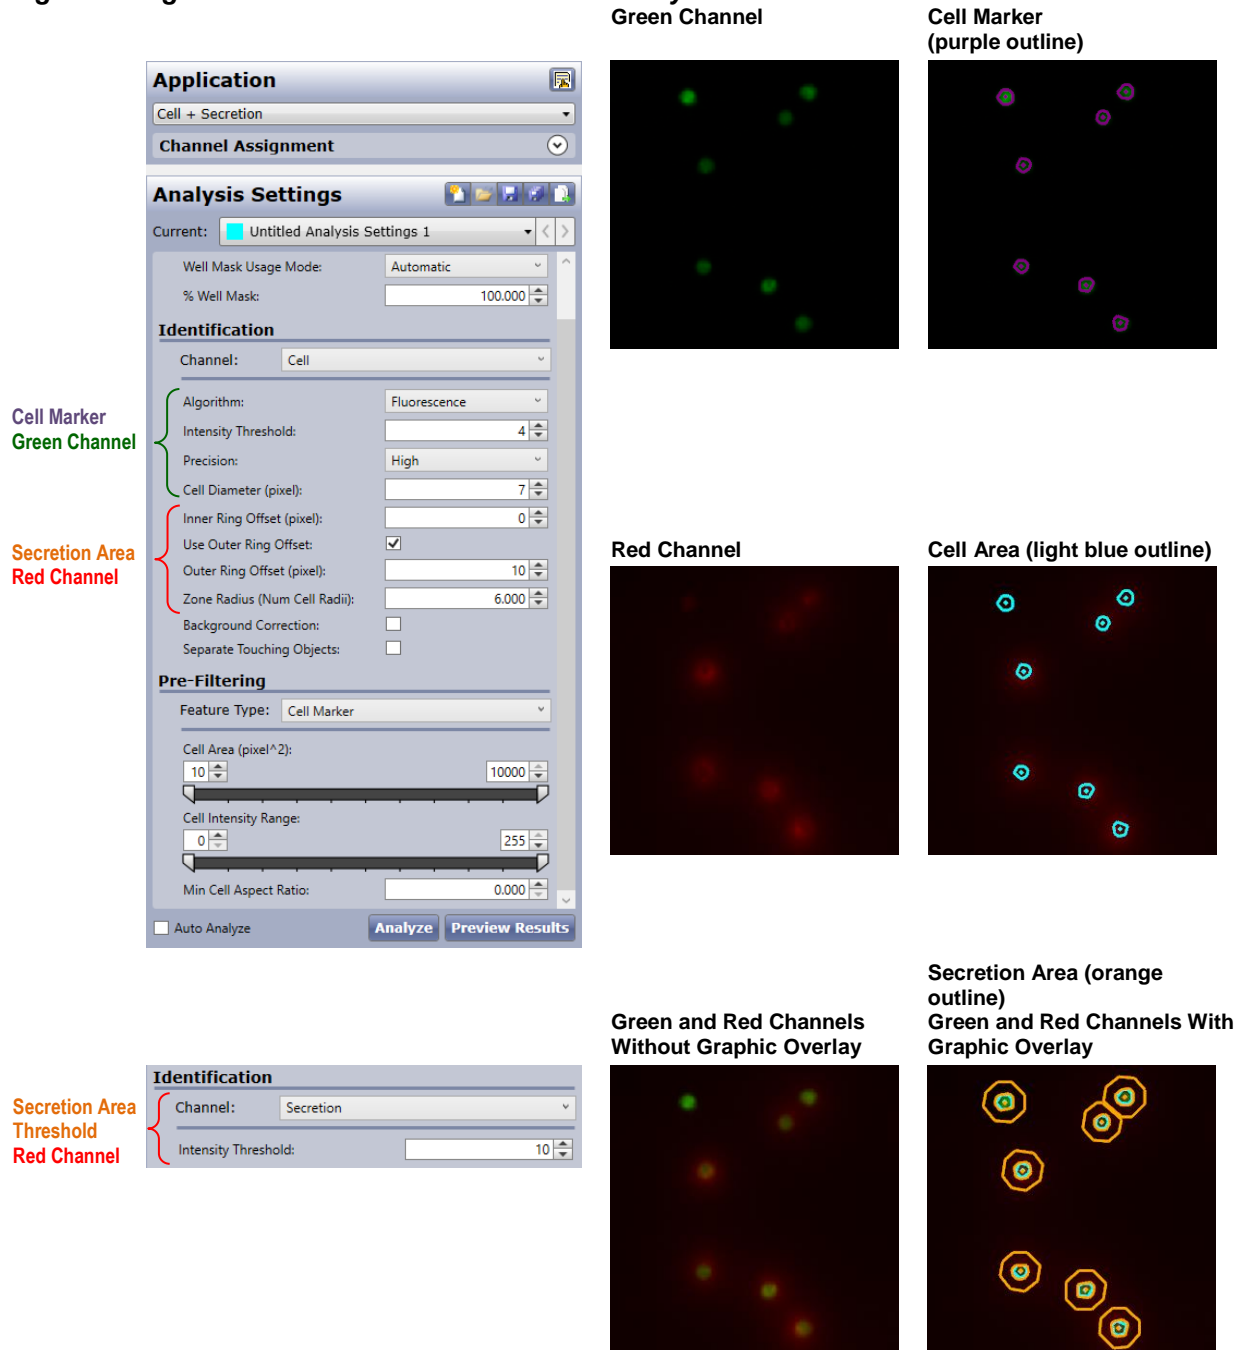 Green Channel
Cell Marker
(purple outline)
Application
Cell + Secretion
Channel Assignment
Analysis Settings
Current: Untitled Analysis Settings 1
Well Mask Usage Mode: Automatic
% Well Mask: 100.000
Identification
Channel: Cell
Cell Marker
Green Channel
Algorithm: Fluorescence
Intensity Threshold: 4
Precision: High
Cell Diameter (pixel): 7
Secretion Area
Red Channel
Inner Ring Offset (pixel): 0
Use Outer Ring Offset:
Outer Ring Offset (pixel): 10
Zone Radius (Num Cell Radii): 6.000
Background Correction:
Separate Touching Objects:
Pre-Filtering
Feature Type: Cell Marker
Cell Area (pixel^2):
10 10000
Cell Intensity Range:
0 255
Min Cell Aspect Ratio: 0.000
Auto Analyze Analyze Preview Results
Red Channel
Cell Area (light blue outline)
Secretion Area
Threshold
Red Channel
Identification
Channel: Secretion
Intensity Threshold: 10
Green and Red Channels
Without Graphic Overlay
Secretion Area (orange
outline)
Green and Red Channels With
Graphic Overlay